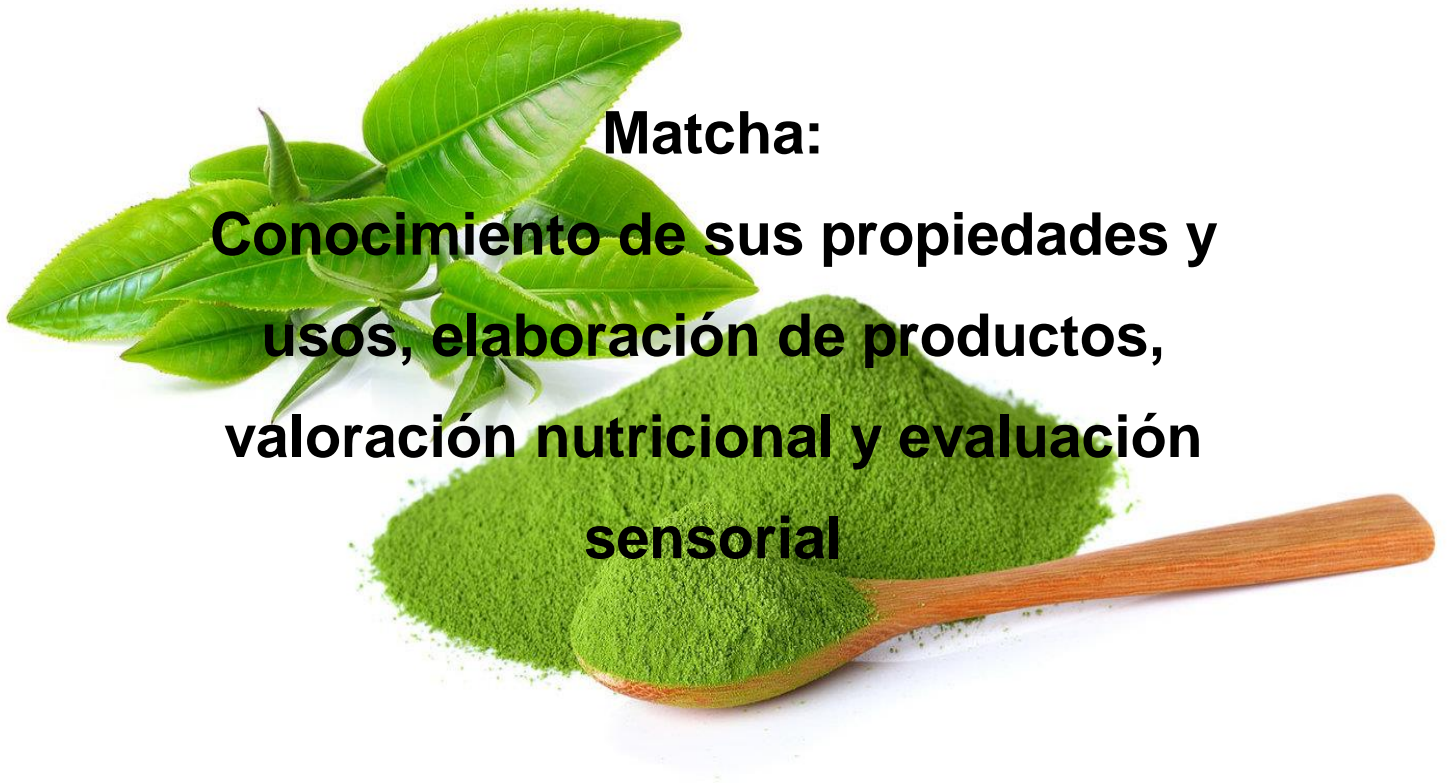 Matcha:
Conocimiento de sus propiedades y
usos, elaboración de productos,
valoración nutricional y evaluación
sensorial